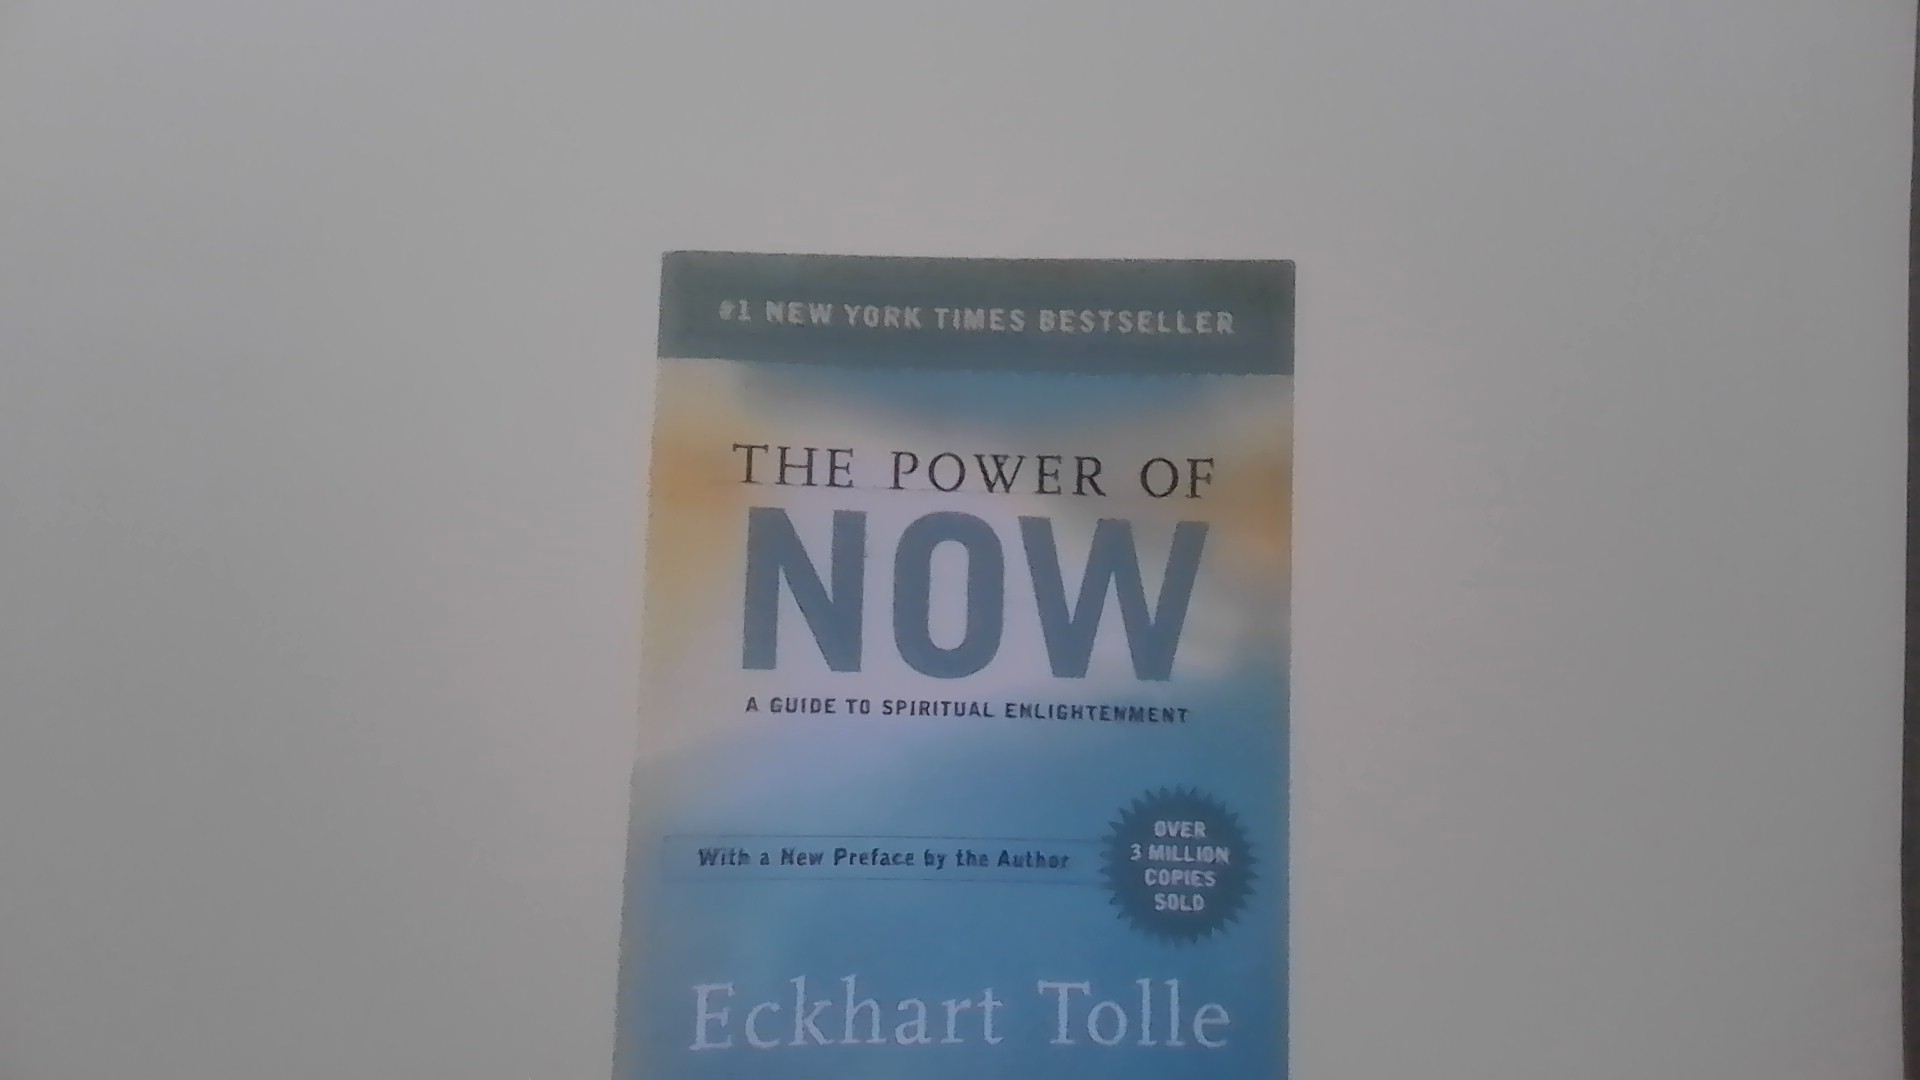 #1 NEW YORK TIMES BESTSELLER
THE POWER OF
NOW
A GUIDE TO SPIRITUAL ENLIGHTENMENT
With a New Preface by the Author
OVER
3 MILLION
COPIES
SOLD
Eckhart Tolle